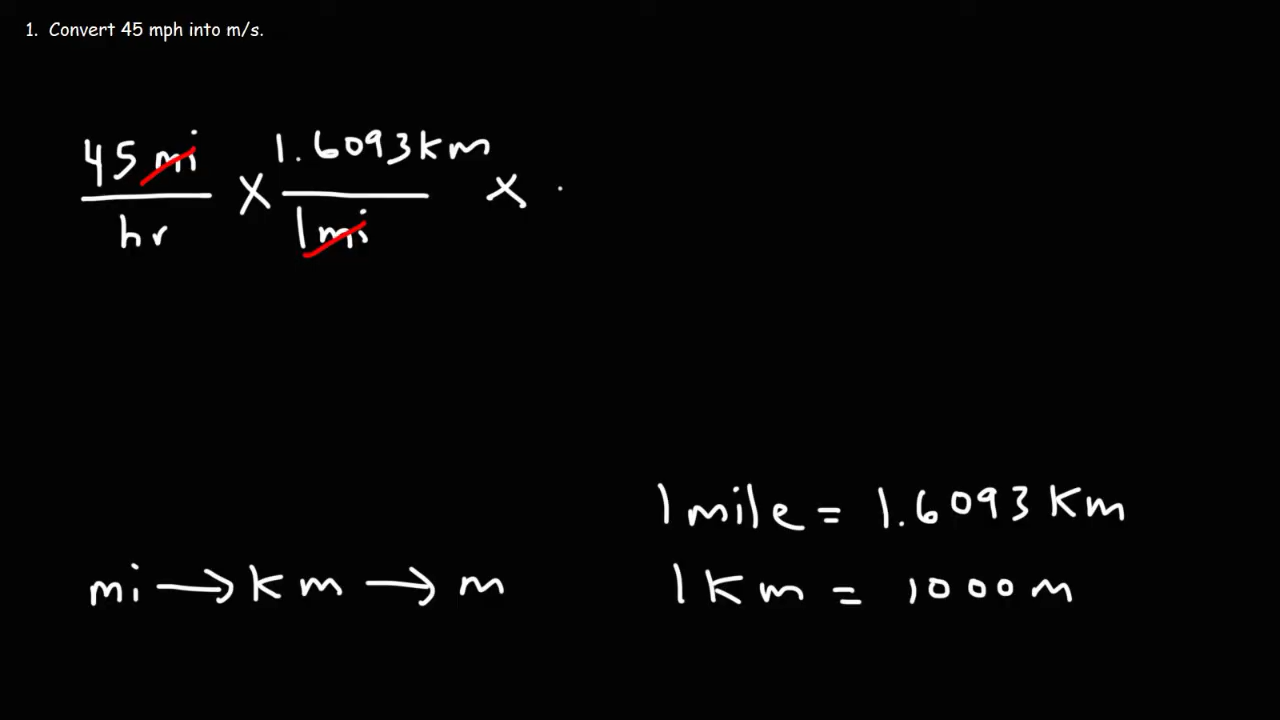 1. Convert 45 mph into m/s.
45 mi / hr X 1.6093 km / 1 mi X
1 mile = 1.6093 Km
mi → km → m
1 Km = 1000 m